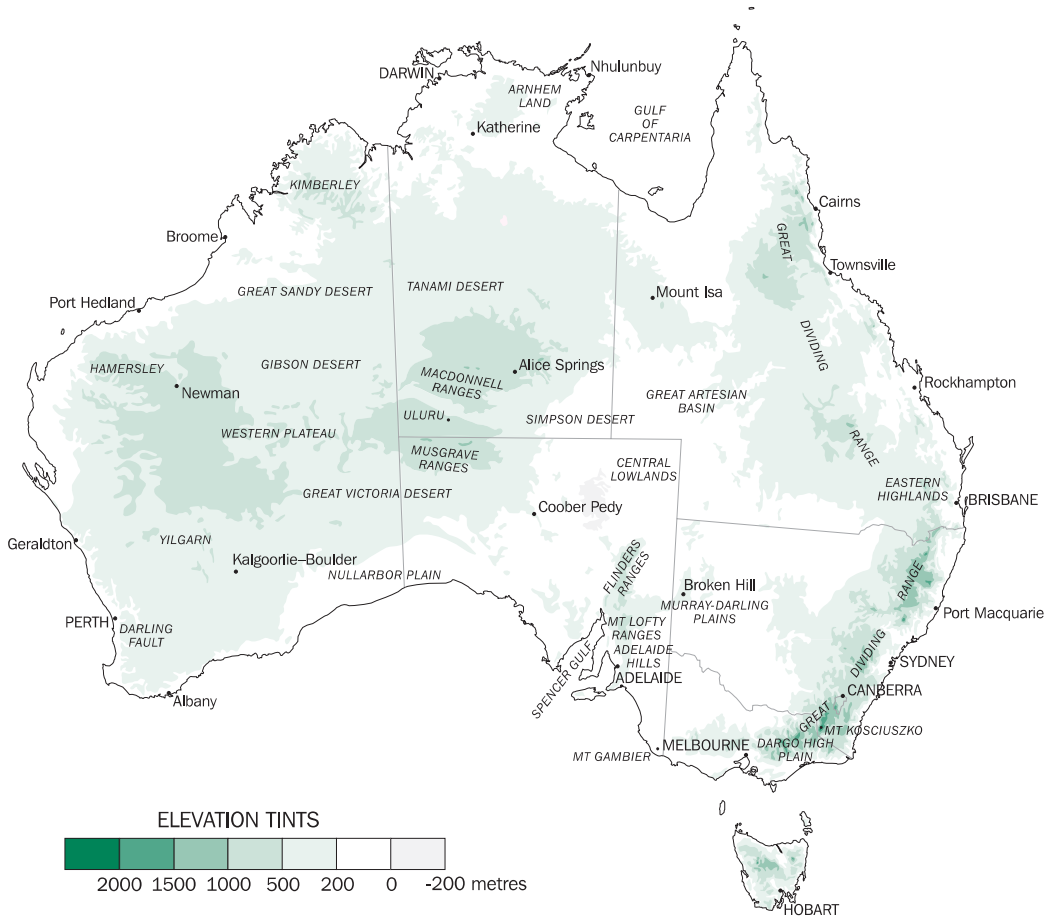 DARWIN
Nhulunbuy
ARNHEM
LAND
GULF
OF
CARPENTARIA
Katherine
KIMBERLEY
Cairns
Broome
GREAT
Townsville
GREAT SANDY DESERT
TANAMI DESERT
Mount Isa
Port Hedland
DIVIDING
HAMERSLEY
GIBSON DESERT
Alice Springs
MACDONNELL
RANGES
Newman
Rockhampton
GREAT ARTESIAN
BASIN
ULURU
SIMPSON DESERT
WESTERN PLATEAU
RANGE
MUSGRAVE
RANGES
CENTRAL
LOWLANDS
EASTERN
HIGHLANDS
BRISBANE
GREAT VICTORIA DESERT
Coober Pedy
Geraldton
YILGARN
Kalgoorlie–Boulder
NULLARBOR PLAIN
FLINDERS
RANGES
Broken Hill
MURRAY-DARLING
PLAINS
RANGE
Port Macquarie
PERTH
DARLING
FAULT
MT LOFTY
RANGES
ADELAIDE
HILLS
ADELAIDE
SPENCER GULF
DIVIDING
SYDNEY
Albany
CANBERRA
GREAT
MT KOSCIUSZKO
MT GAMBIER
MELBOURNE
DARGO HIGH
PLAIN
ELEVATION TINTS
2000 1500 1000 500 200 0 -200 metres
HOBART